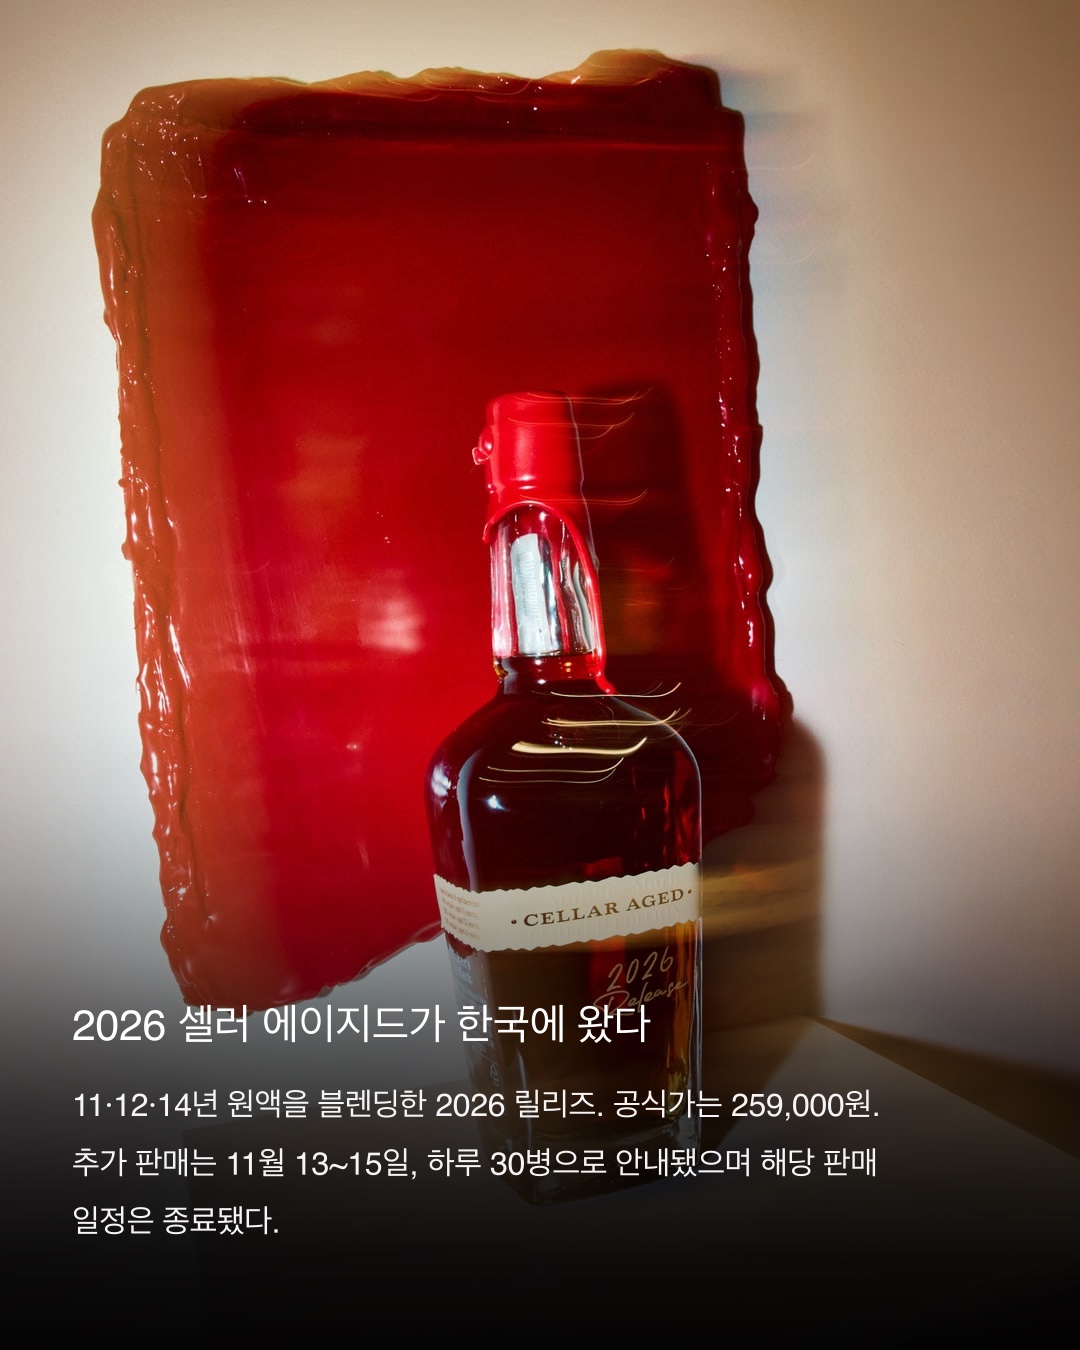 • CELLAR AGED •
2026
Release
2026 셀러 에이지드가 한국에 왔다
11·12·14년 원액을 블렌딩한 2026 릴리즈. 공식가는 259,000원.
추가 판매는 11월 13~15일, 하루 30병으로 안내됐으며 해당 판매
일정은 종료됐다.